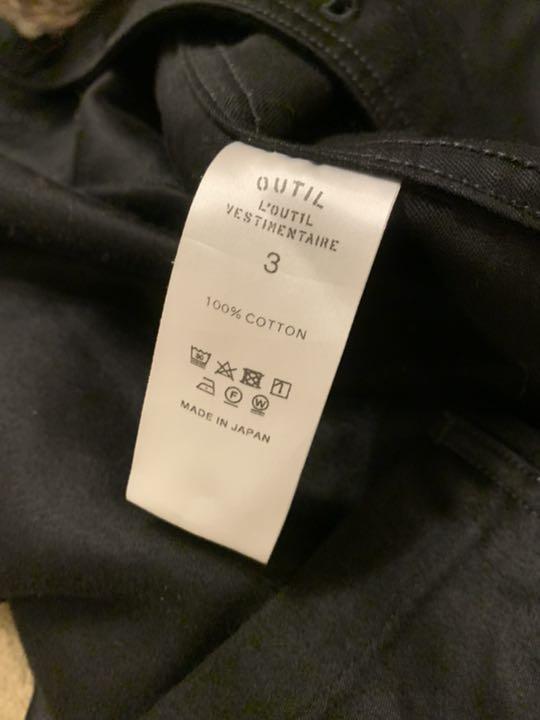 OUTIL
L'OUTIL
VESTIMENTAIRE
3
100% COTTON
F W
MADE IN JAPAN